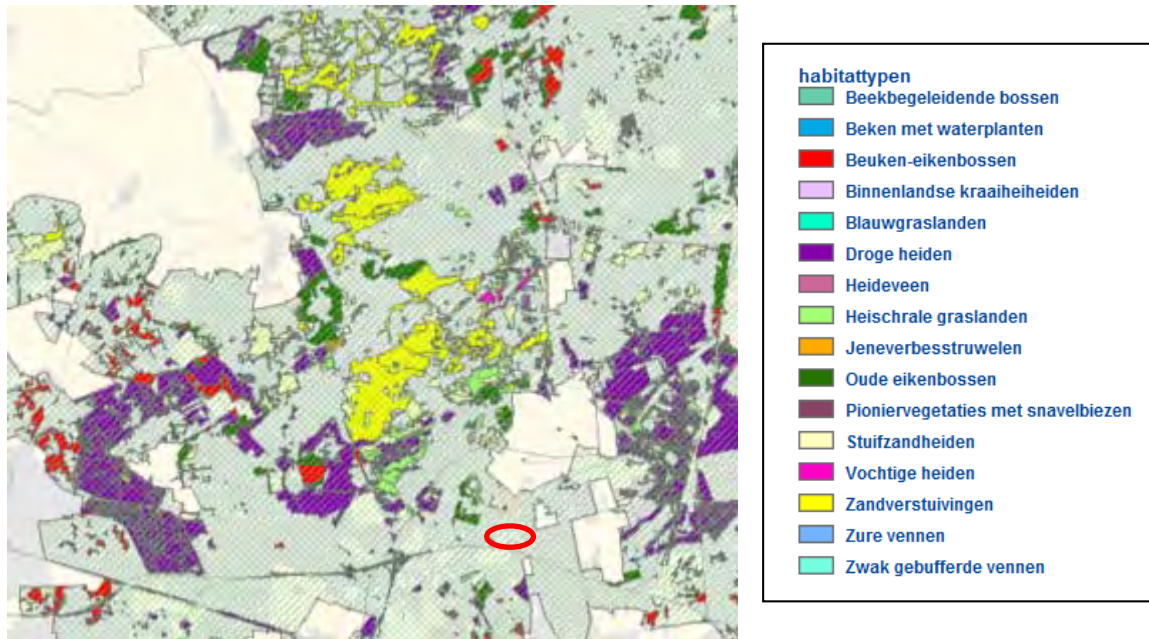 habitattypen
Beekbegeleidende bossen
Beken met waterplanten
Beuken-eikenbossen
Binnenlandse kraaiheiheiden
Blauwgraslanden
Droge heiden
Heideveen
Heischrale graslanden
Jeneverbesstruwelen
Oude eikenbossen
Pioniervegetaties met snavelbiezen
Stuifzandheiden
Vochtige heiden
Zandverstuivingen
Zure vennen
Zwak gebufferde vennen